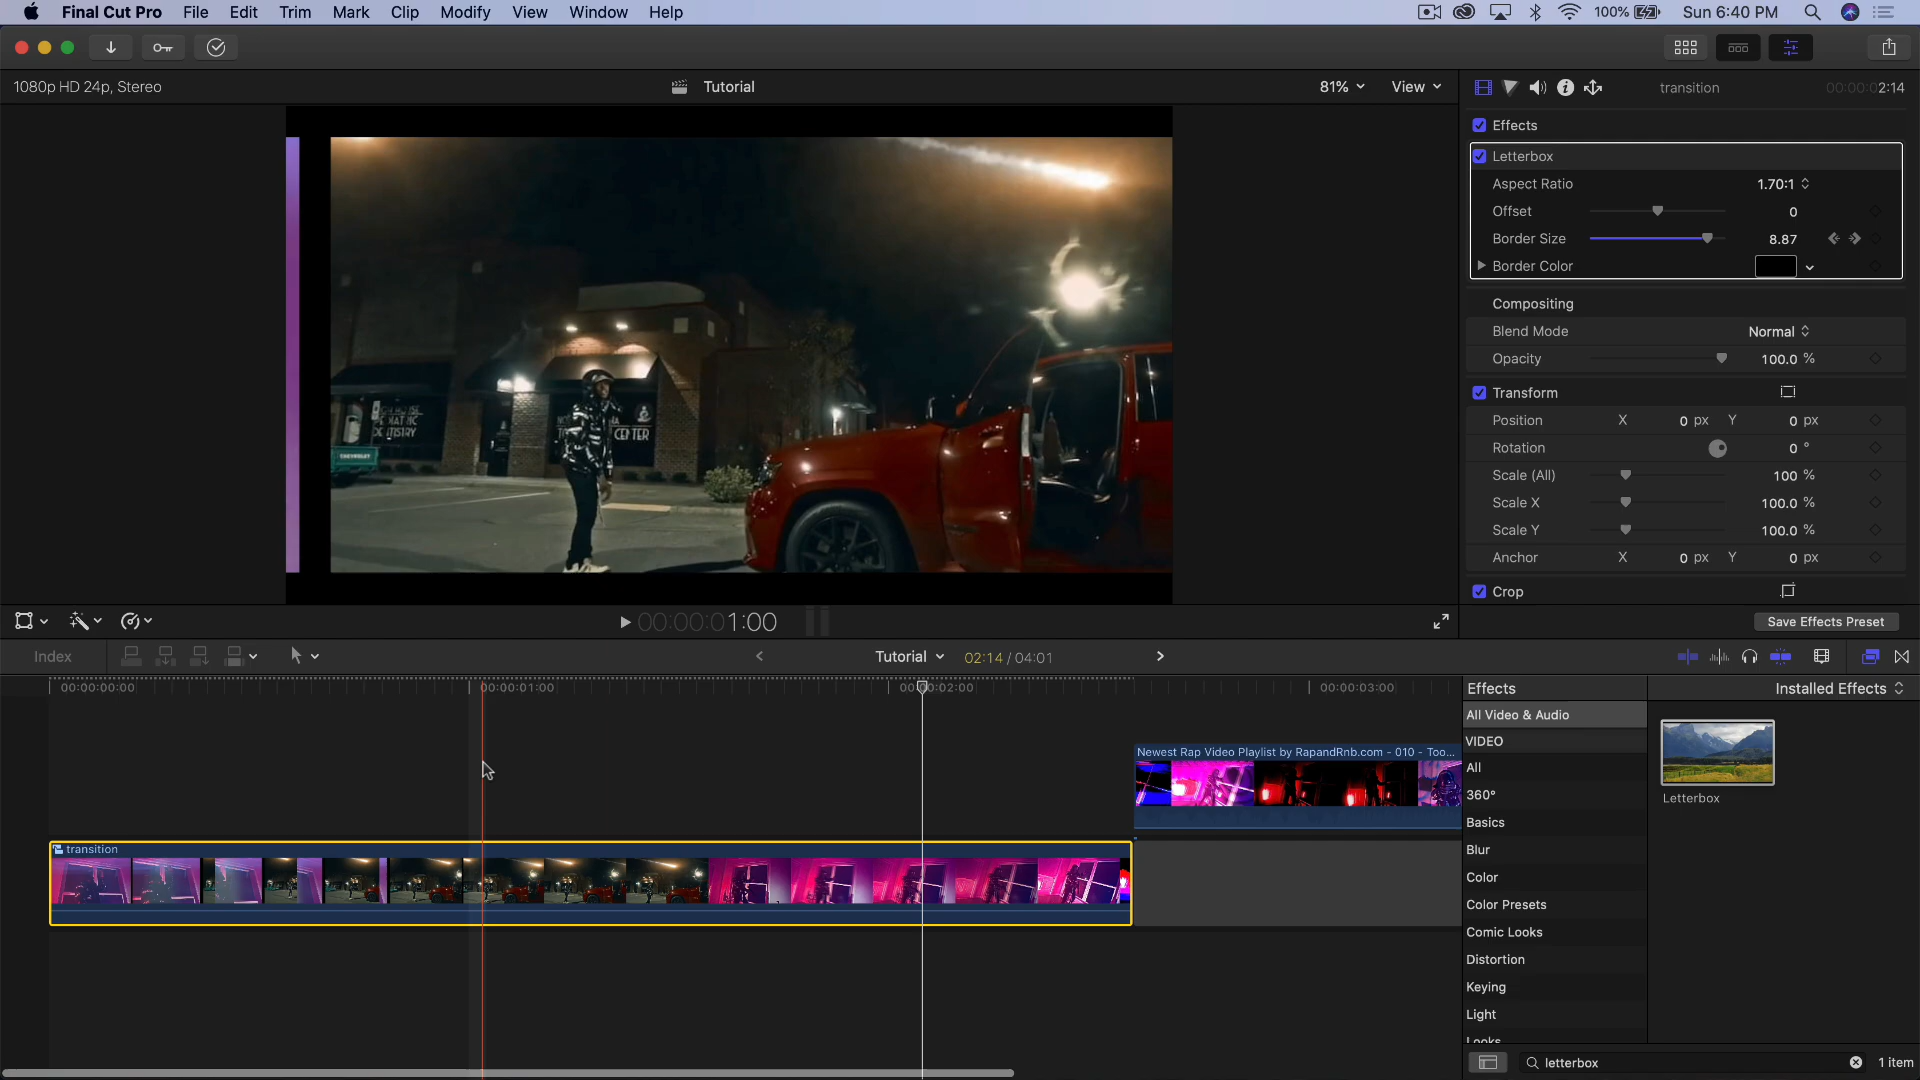 Final Cut Pro File Edit Trim Mark Clip Modify View Window Help 100% Sun 6:40 PM
1080p HD 24p, Stereo Tutorial 81% View transition 00:00:02:14
Effects
Letterbox
Aspect Ratio 1.70:1
Offset 0
Border Size 8.87
Border Color
Compositing
Blend Mode Normal
Opacity 100.0 %
Transform
Position X 0 px Y 0 px
Rotation 0 °
Scale (All) 100 %
Scale X 100.0 %
Scale Y 100.0 %
Anchor X 0 px Y 0 px
Crop
CENTER
CHEVROLET
00:00:01:00 Save Effects Preset
Index Tutorial 02:14 / 04:01
00:00:00:00 00:00:01:00 00:00:02:00 00:00:03:00
Effects Installed Effects
All Video & Audio
VIDEO
All
360°
Basics
Blur
Color
Color Presets
Comic Looks
Distortion
Keying
Light
Looks
Letterbox
Newest Rap Video Playlist by RapandRnb.com - 010 - Too...
transition
letterbox 1 item